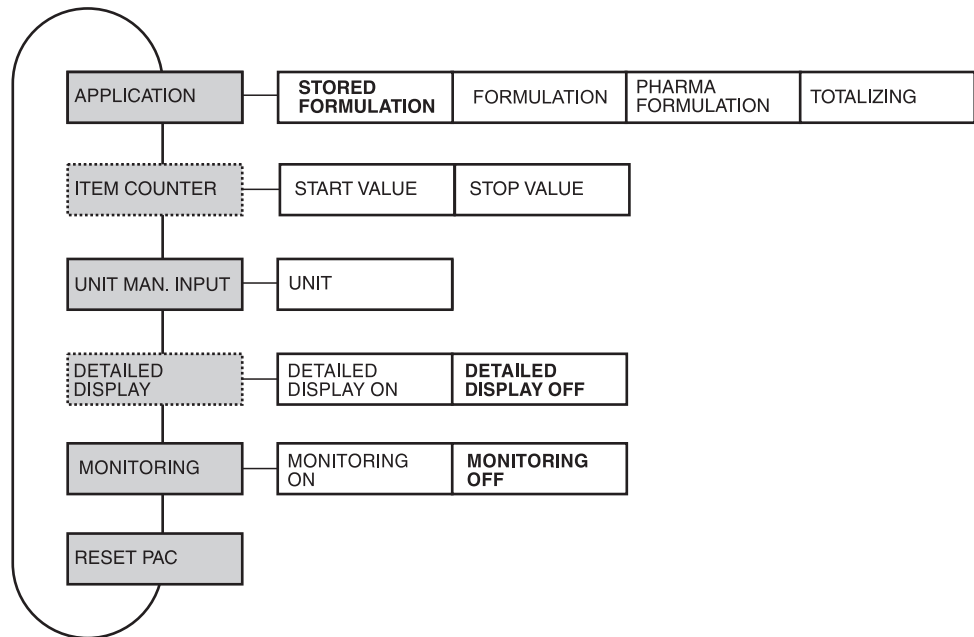 APPLICATION
STORED
FORMULATION
FORMULATION
PHARMA
FORMULATION
TOTALIZING
ITEM COUNTER
START VALUE
STOP VALUE
UNIT MAN. INPUT
UNIT
DETAILED
DISPLAY
DETAILED
DISPLAY ON
DETAILED
DISPLAY OFF
MONITORING
MONITORING
ON
MONITORING
OFF
RESET PAC